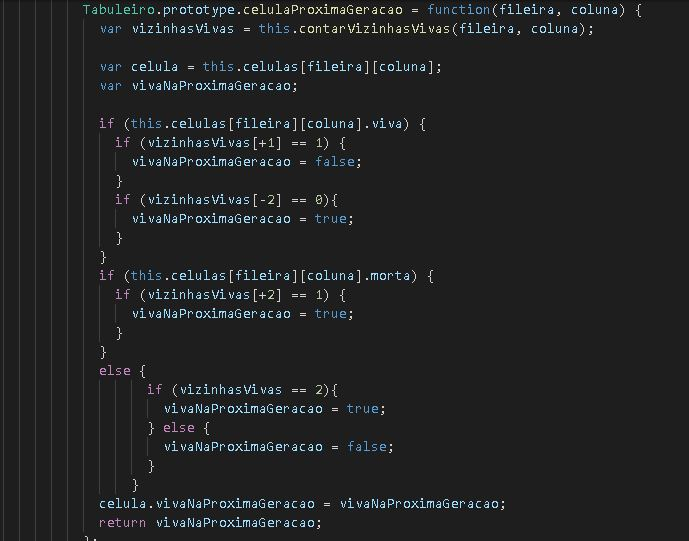 Tabuleiro.prototype.celulaProximaGeracao = function(fileira, coluna) {
var vizinhasVivas = this.contarVizinhasVivas(fileira, coluna);
var celula = this.celulas[fileira][coluna];
var vivaNaProximaGeracao;
if (this.celulas[fileira][coluna].viva) {
if (vizinhasVivas[+1] == 1) {
vivaNaProximaGeracao = false;
}
if (vizinhasVivas[-2] == 0){
vivaNaProximaGeracao = true;
}
}
if (this.celulas[fileira][coluna].morta) {
if (vizinhasVivas[+2] == 1) {
vivaNaProximaGeracao = true;
}
}
else {
if (vizinhasVivas == 2){
vivaNaProximaGeracao = true;
} else {
vivaNaProximaGeracao = false;
}
}
celula.vivaNaProximaGeracao = vivaNaProximaGeracao;
return vivaNaProximaGeracao;
};